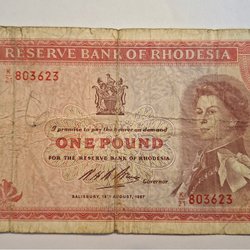 RESERVE BANK OF RHODESIA
803623
I promise to pay the bearer on demand
ONE POUND
FOR THE RESERVE BANK OF RHODESIA
Governor
SALISBURY, 18TH AUGUST, 1967
803623